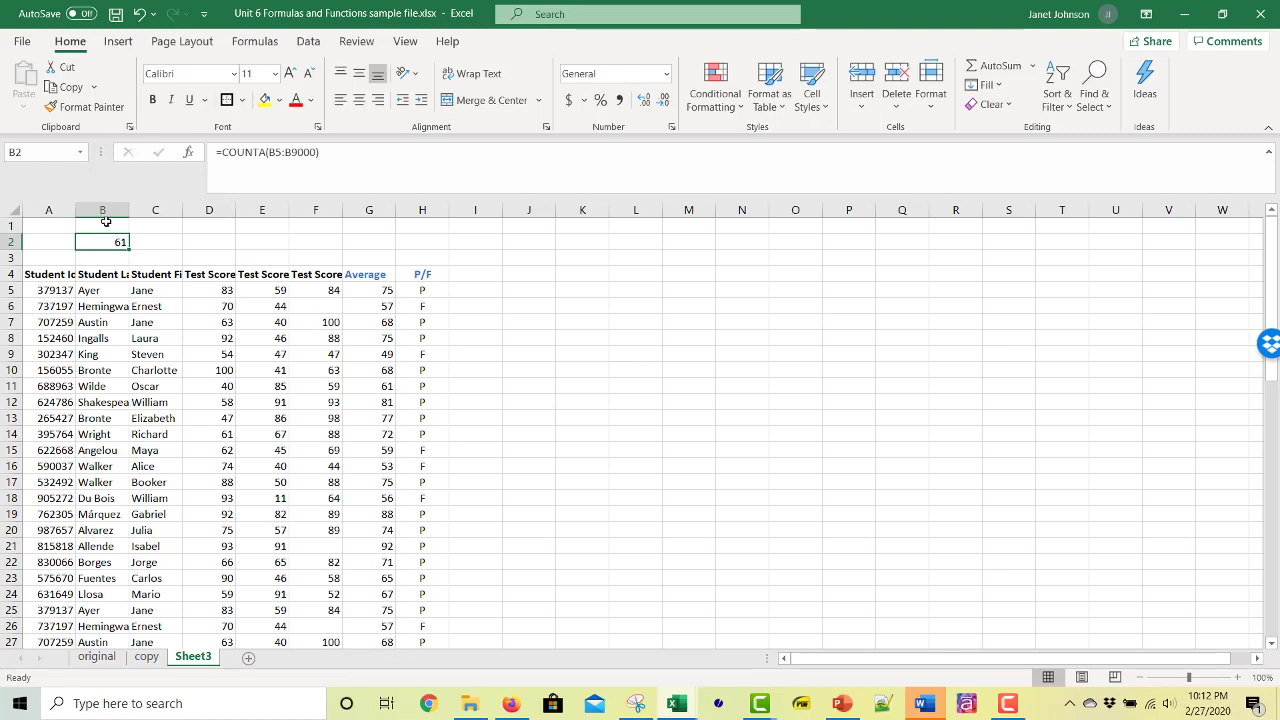 AutoSave Off Unit 6 Formulas and Functions sample file.xlsx - Excel Search Janet Johnson JJ
File Home Insert Page Layout Formulas Data Review View Help Share Comments
Paste Cut Copy Format Painter Clipboard
Calibri 11 A A B I U A Font
Wrap Text Merge & Center Alignment
General $ % , Number
Conditional Formatting Format as Table Cell Styles Styles
Insert Delete Format Cells
AutoSum Fill Clear Sort & Filter Find & Select Editing
Ideas Ideas
B2 fx =COUNTA(B5:B9000)
A B C D E F G H I J K L M N O P Q R S T U V W
1
2 61
3
4 Student Id Student La Student Fi Test Score Test Score Test Score Average P/F
5 379137 Ayer Jane 83 59 84 75 P
6 737197 Hemingwa Ernest 70 44 57 F
7 707259 Austin Jane 63 40 100 68 P
8 152460 Ingalls Laura 92 46 88 75 P
9 302347 King Steven 54 47 47 49 F
10 156055 Bronte Charlotte 100 41 63 68 P
11 688963 Wilde Oscar 40 85 59 61 P
12 624786 Shakespea William 58 91 93 81 P
13 265427 Bronte Elizabeth 47 86 98 77 P
14 395764 Wright Richard 61 67 88 72 P
15 622668 Angelou Maya 62 45 69 59 F
16 590037 Walker Alice 74 40 44 53 F
17 532492 Walker Booker 88 50 88 75 P
18 905272 Du Bois William 93 11 64 56 F
19 762305 Márquez Gabriel 92 82 89 88 P
20 987657 Alvarez Julia 75 57 89 74 P
21 815818 Allende Isabel 93 91 92 P
22 830066 Borges Jorge 66 65 82 71 P
23 575670 Fuentes Carlos 90 46 58 65 P
24 631649 Llosa Mario 59 91 52 67 P
25 379137 Ayer Jane 83 59 84 75 P
26 737197 Hemingwa Ernest 70 44 57 F
27 707259 Austin Jane 63 40 100 68 P
original copy Sheet3
Ready 100%
Type here to search 10:12 PM
2/27/2020